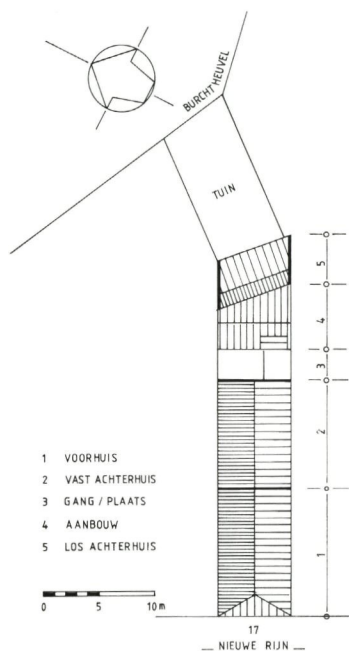 BURCHTHEUVEL
TUIN
5
4
3
2
1
1 VOORHUIS
2 VAST ACHTERHUIS
3 GANG / PLAATS
4 AANBOUW
5 LOS ACHTERHUIS
0 5 10 m
17
NIEUWE RIJN